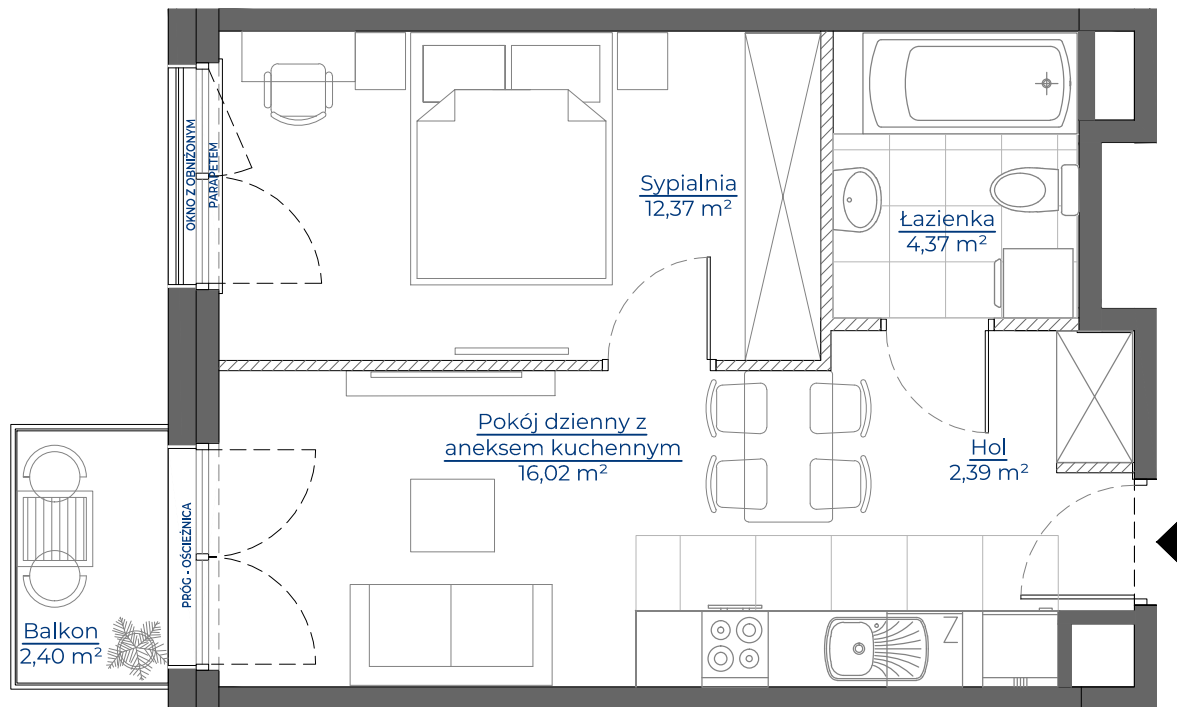 OKNO Z OBNIŻONYM
PARAPETEM
Sypialnia
12,37 m²
Łazienka
4,37 m²
Pokój dzienny z
aneksem kuchennym
16,02 m²
Hol
2,39 m²
PRÓG - OŚCIEŻNICA
Balkon
2,40 m²
Z